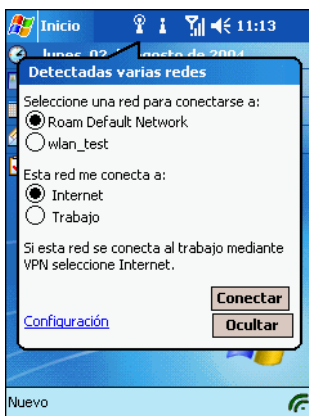 Inicio 11:13
lunes, 02 de agosto de 2004
Detectadas varias redes
Seleccione una red para conectarse a:
Roam Default Network
wlan_test
Esta red me conecta a:
Internet
Trabajo
Si esta red se conecta al trabajo mediante
VPN seleccione Internet.
Conectar
Configuración
Ocultar
Nuevo